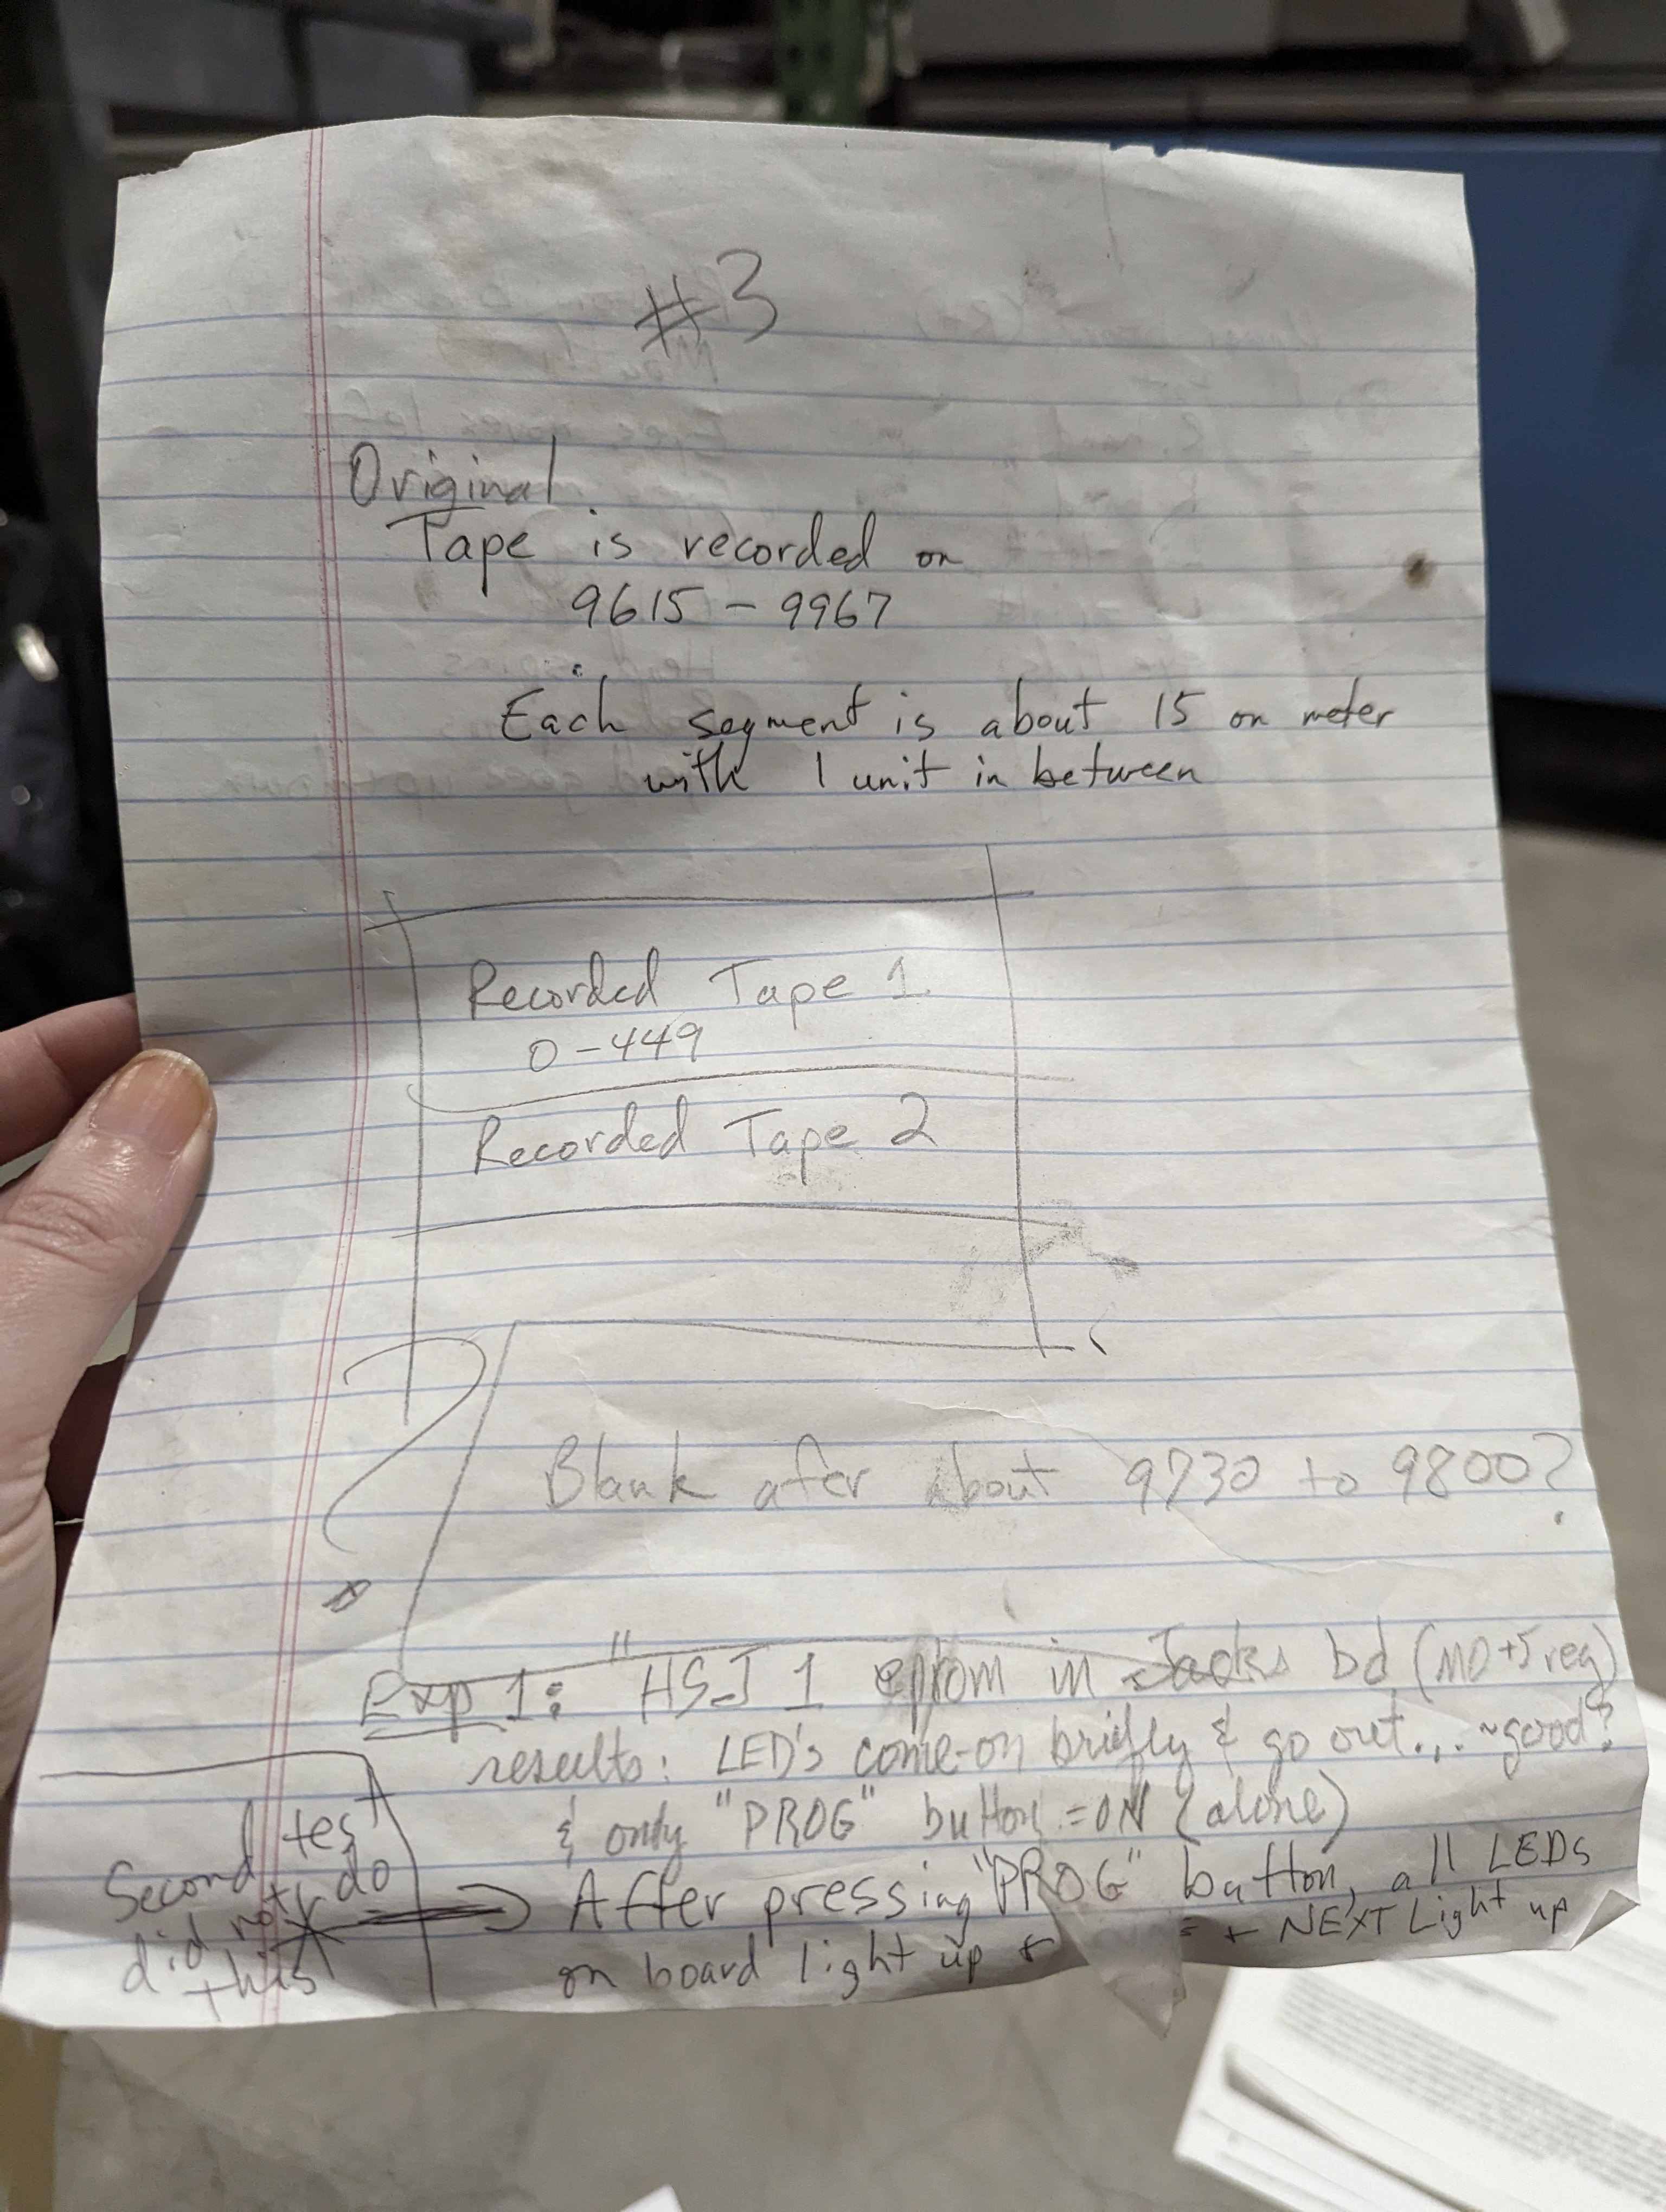 #3
Original
Tape is recorded on
9615 - 9967
Each segment is about 15 on meter
with 1 unit in between
Recorded Tape 1
0-449
Recorded Tape 2
?
Blank afer about 9730 to 9800?
Exp 1: "HSJ 1 eprom in Jacks bd (no +5 reg)
results: LED's come-on briefly & go out... ~good?
& only "PROG" button = ON (alone)
Second test
did not do
this
After pressing "PROG" button, all LEDs
on board light up + + NEXT Light up